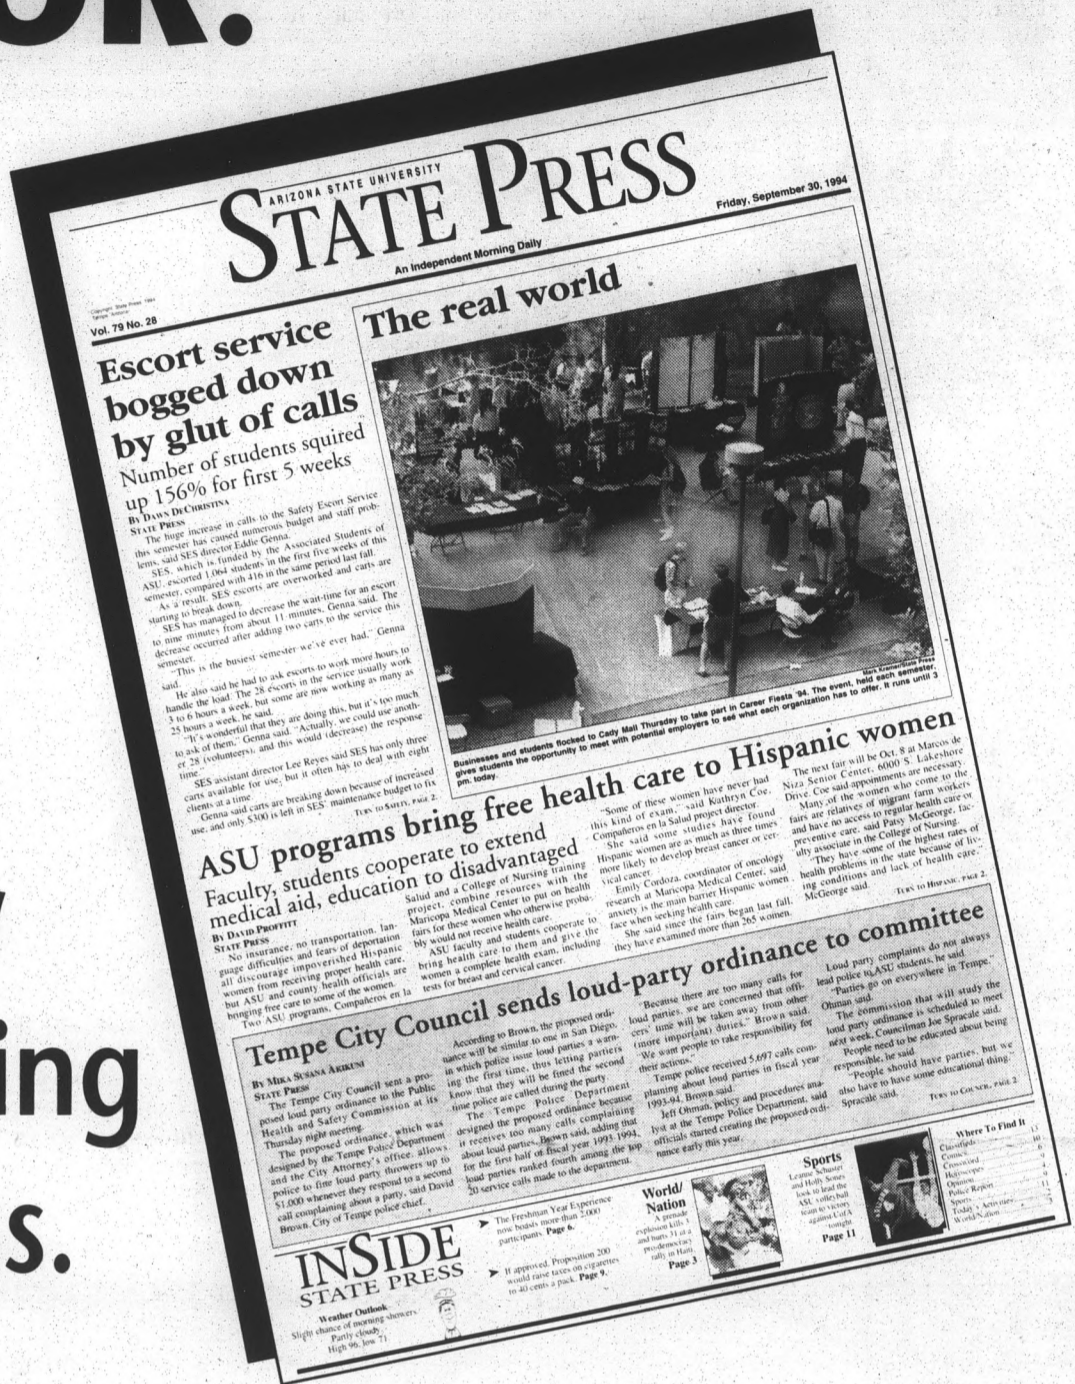 OR.
ing
s.
ARIZONA STATE UNIVERSITY
STATE PRESS
An Independent Morning Daily
Friday, September 30, 1994
Copyright State Press 1994
Tempe Arizona
Vol. 79 No. 28
Escort service
bogged down
by glut of calls
Number of students squired
up 156% for first 5 weeks
BY DAWN DECHRISTINA
STATE PRESS
The huge increase in calls to the Safety Escort Service
this semester has caused numerous budget and staff prob-
lems, said SES director Eddie Genna.
SES, which is funded by the Associated Students of
ASU, escorted 1,064 students in the first five weeks of this
semester, compared with 416 in the same period last fall.
As a result, SES escorts are overworked and carts are
starting to break down.
SES has managed to decrease the wait-time for an escort
to nine minutes from about 11 minutes, Genna said. The
decrease occurred after adding two carts to the service this
semester.
"This is the busiest semester we've ever had," Genna
said.
He also said he had to ask escorts to work more hours to
handle the load. The 28 escorts in the service usually work
3 to 6 hours a week, but some are now working as many as
25 hours a week, he said.
"It's wonderful that they are doing this, but it's too much
to ask of them," Genna said. "Actually, we could use anoth-
er 28 (volunteers), and this would (decrease) the response
time."
SES assistant director Lee Reyes said SES has only three
carts available for use, but it often has to deal with eight
clients at a time.
Genna said carts are breaking down because of increased
use, and only $300 is left in SES' maintenance budget to fix
TURN TO SAFETY, PAGE 2.
The real world
Mark Kramer/State Press
Businesses and students flocked to Cady Mall Thursday to take part in Career Fiesta '94. The event, held each semester,
gives students the opportunity to meet with potential employers to see what each organization has to offer. It runs until 3
pm. today.
ASU programs bring free health care to Hispanic women
Faculty, students cooperate to extend
medical aid, education to disadvantaged
BY DAVID PROFFITT
STATE PRESS
No insurance, no transportation, lan-
guage difficulties and fears of deportation
all discourage impoverished Hispanic
women from receiving proper health care,
but ASU and county health officials are
bringing free care to some of the women.
Two ASU programs, Compañeros en la
Salud and a College of Nursing training
project, combine resources with the
Maricopa Medical Center to put on health
fairs for these women who otherwise proba-
bly would not receive health care.
ASU faculty and students cooperate to
bring health care to them and give the
women a complete health exam, including
tests for breast and cervical cancer.
"Some of these women have never had
this kind of exam," said Kathryn Coe,
Compañeros en la Salud project director.
She said some studies have found
Hispanic women are as much as three times
more likely to develop breast cancer or cer-
vical cancer.
Emily Cordoza, coordinator of oncology
research at Maricopa Medical Center, said
anxiety is the main barrier Hispanic women
face when seeking health care.
She said since the fairs began last fall,
they have examined more than 265 women.
The next fair will be Oct. 8 at Marcos de
Niza Senior Center, 6000 S. Lakeshore
Drive. Coe said appointments are necessary.
Many of the women who come to the
fairs are relatives of migrant farm workers
and have no access to regular health care or
preventive care, said Patsy McGeorge, fac-
ulty associate in the College of Nursing.
"They have some of the highest rates of
health problems in the state because of liv-
ing conditions and lack of health care,"
McGeorge said.
TURN TO HISPANIC, PAGE 2.
Tempe City Council sends loud-party ordinance to committee
BY MIKA SUSANA ARIKUNI
STATE PRESS
The Tempe City Council sent a pro-
posed loud party ordinance to the Public
Health and Safety Commission at its
Thursday night meeting.
The proposed ordinance, which was
designed by the Tempe Police Department
and the City Attorney's office, allows
police to fine loud party throwers up to
$1,000 whenever they respond to a second
call complaining about a party, said David
Brown, City of Tempe police chief.
According to Brown, the proposed ordi-
nance will be similar to one in San Diego,
in which police issue loud parties a warn-
ing the first time, thus letting partiers
know that they will be fined the second
time police are called during the party.
The Tempe Police Department
designed the proposed ordinance because
it receives too many calls complaining
about loud parties, Brown said, adding that
for the first half of fiscal year 1993-1994,
loud parties ranked fourth among the top
20 service calls made to the department.
"Because there are too many calls for
loud parties, we are concerned that offi-
cers' time will be taken away from other
(more important) duties," Brown said.
"We want people to take responsibility for
their actions."
Tempe police received 5,697 calls com-
plaining about loud parties in fiscal year
1993-94, Brown said.
Jeff Ohman, policy and procedures ana-
lyst at the Tempe Police Department, said
officials started creating the proposed ordi-
nance early this year.
Loud party complaints do not always
lead police to ASU students, he said.
"Parties go on everywhere in Tempe,"
Ohman said.
The commission that will study the
loud party ordinance is scheduled to meet
next week, Councilman Joe Spracale said.
People need to be educated about being
responsible, he said.
"People should have parties, but we
also have to have some educational thing,"
Spracale said.
TURN TO COUNCIL, PAGE 2.
INSIDE
STATE PRESS
Weather Outlook
Slight chance of morning showers.
Partly cloudy
High 96, low 71
The Freshman Year Experience
now boasts more than 2,000
participants. Page 6.
If approved, Proposition 200
would raise taxes on cigarettes
to 40 cents a pack. Page 9.
World/
Nation
A grenade
explosion kills 5
and hurts 31 at a
pro-democracy
rally in Haiti.
Page 3
Sports
Leanne Schuster
and Holly Sones
look to lead the
ASU volleyball
team to victory
against UofA
tonight
Page 11
Where To Find It
Classifieds
Comics
Crossword
Horoscopes
Opinion
Police Report
Sports
Today's Activities
World/Nation